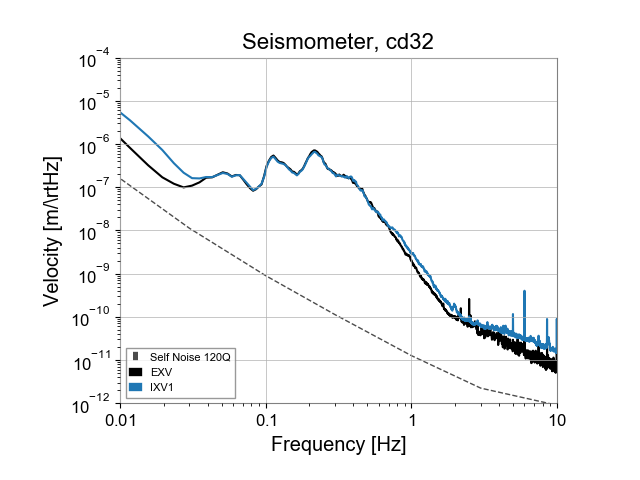 Seismometer, cd32
Velocity [m/\rtHz]
10⁻⁴
10⁻⁵
10⁻⁶
10⁻⁷
10⁻⁸
10⁻⁹
10⁻¹⁰
10⁻¹¹
10⁻¹²
Self Noise 120Q
EXV
IXV1
0.01 0.1 1 10
Frequency [Hz]